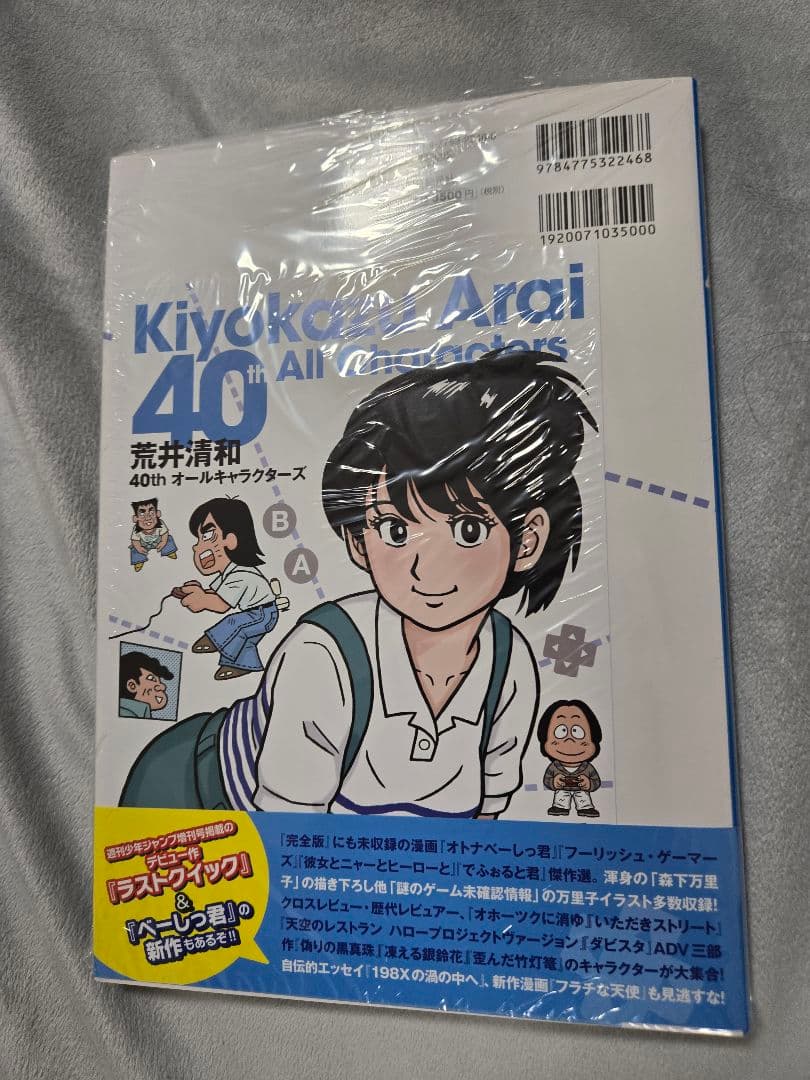 9784775322468
1920071035000
3500円(税別)
Kiyokazu Arai
40th All Characters
荒井清和
40th オールキャラクターズ
B
A
週刊少年ジャンプ増刊号掲載の
デビュー作
『ラストクイック』
&
『べーしっ君』の
新作もあるぞ!!
『完全版』にも未収録の漫画『オトナべーしっ君』『フーリッシュ・ゲーマー
ズ』『彼女とニャーとヒーローと』『でふぉると君』傑作選。渾身の「森下万里
子」の描き下ろし他「謎のゲーム未確認情報」の万里子イラスト多数収録!
クロスレビュー・歴代レビュアー、『オホーツクに消ゆ』『いただきストリート』
『天空のレストラン ハロープロジェクトヴァージョン』『ダビスタ』ADV三部
作『偽りの黒真珠』『凍える銀鈴花』『歪んだ竹灯篭』のキャラクターが大集合!
自伝的エッセイ『198Xの渦の中へ』、新作漫画『フラチな天使』も見逃すな!